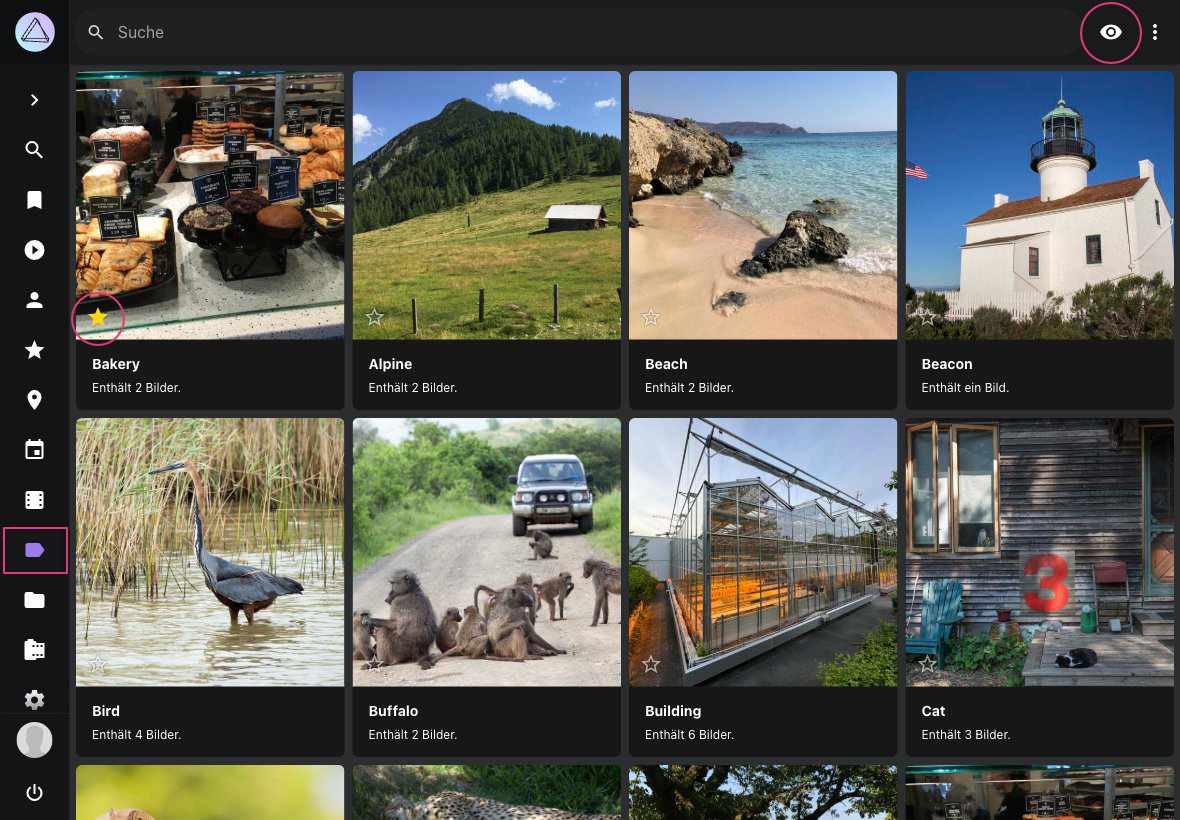 Suche
Bakery
Enthält 2 Bilder.
Alpine
Enthält 2 Bilder.
Beach
Enthält 2 Bilder.
Beacon
Enthält ein Bild.
3
Bird
Enthält 4 Bilder.
Buffalo
Enthält 2 Bilder.
Building
Enthält 6 Bilder.
Cat
Enthält 3 Bilder.